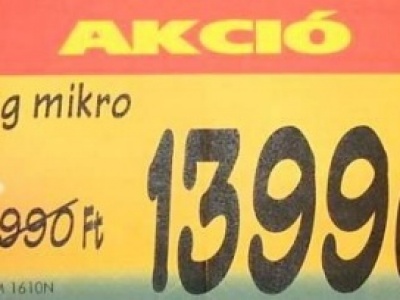 AKCIÓ
g mikro
990 Ft
1399
M 1610N